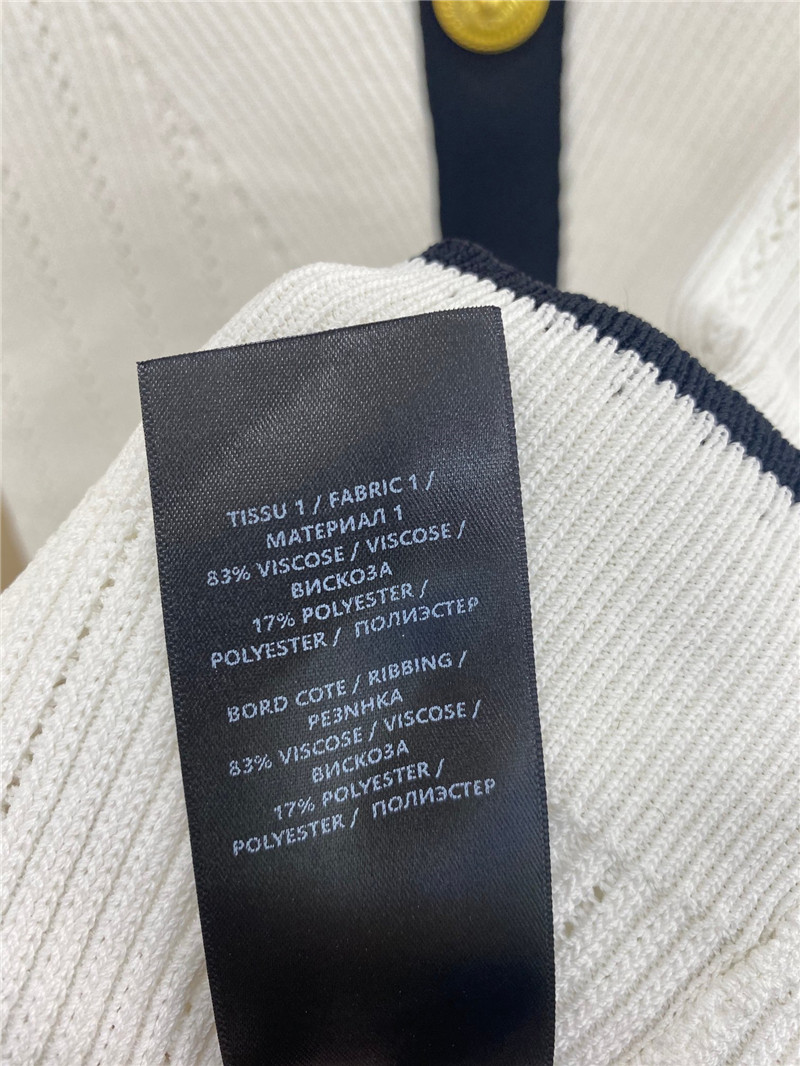 TISSU 1 / FABRIC 1 /
МАТЕРИАЛ 1
83% VISCOSE / VISCOSE /
ВИСКОЗА
17% POLYESTER /
POLYESTER / ПОЛИЭСТЕР
BORD COTE / RIBBING /
РЕЗNНКА
83% VISCOSE / VISCOSE /
ВИСКОЗА
17% POLYESTER /
POLYESTER / ПОЛИЭСТЕР